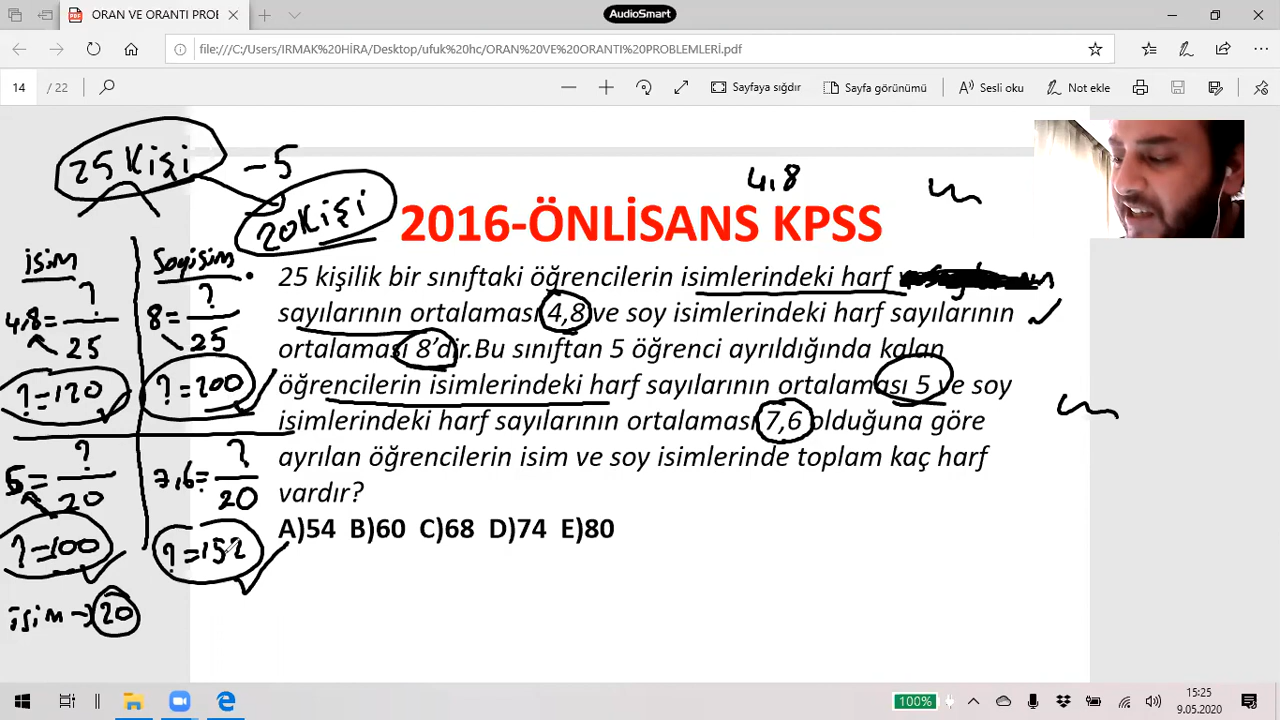 ORAN VE ORANTI PROB
AudioSmart
file:///C:/Users/IRMAK%20HİRA/Desktop/ufuk%20hc/ORAN%20VE%20ORANTI%20PROBLEMLERİ.pdf
14 / 22
Sayfaya sığdır
Sayfa görünümü
Sesli oku
Not ekle
25 Kişi -5
20 Kişi
4,8
2016-ÖNLİSANS KPSS
25 kişilik bir sınıftaki öğrencilerin isimlerindeki harf
sayılarının ortalaması 4,8 ve soy isimlerindeki harf sayılarının
ortalaması 8’dir.Bu sınıftan 5 öğrenci ayrıldığında kalan
öğrencilerin isimlerindeki harf sayılarının ortalaması 5 ve soy
isimlerindeki harf sayılarının ortalaması 7,6 olduğuna göre
ayrılan öğrencilerin isim ve soy isimlerinde toplam kaç harf
vardır?
A)54 B)60 C)68 D)74 E)80
isim
4,8=?/25
?=120
Soyisim
8=?/25
?=200
5=?/20
?=100
7,6=?/20
?=152
isim→20
100%
15:25
9.05.2020